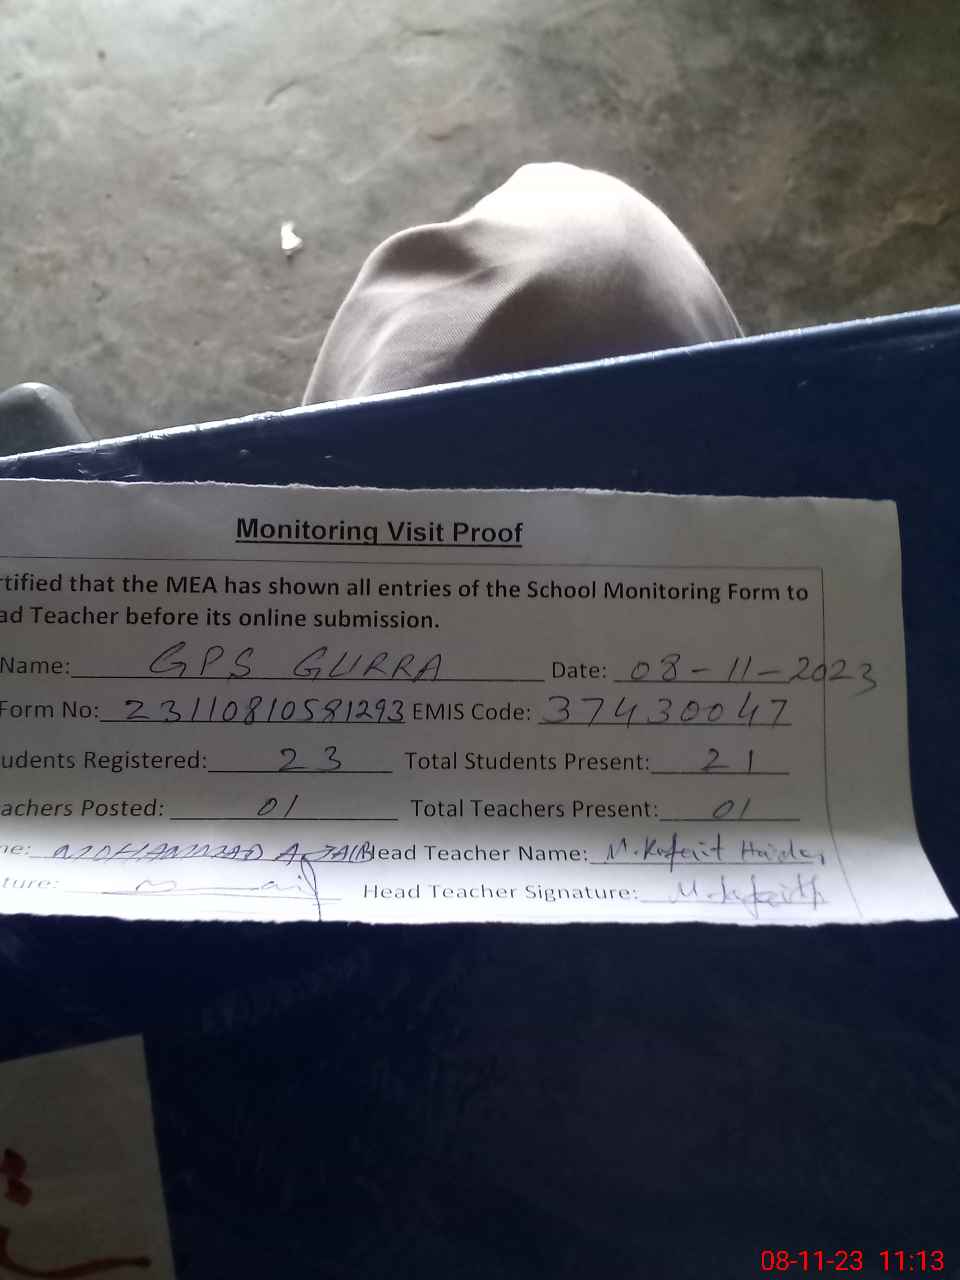 Monitoring Visit Proof
rtified that the MEA has shown all entries of the School Monitoring Form to
ad Teacher before its online submission.
Name: GPS GURRA Date: 08-11-2023
Form No: 23110810581293 EMIS Code: 37430047
udents Registered: 23 Total Students Present: 21
achers Posted: 01 Total Teachers Present: 01
ne: MOHAMMAD Head Teacher Name: M. Haider
ture: Head Teacher Signature:
08-11-23 11:13